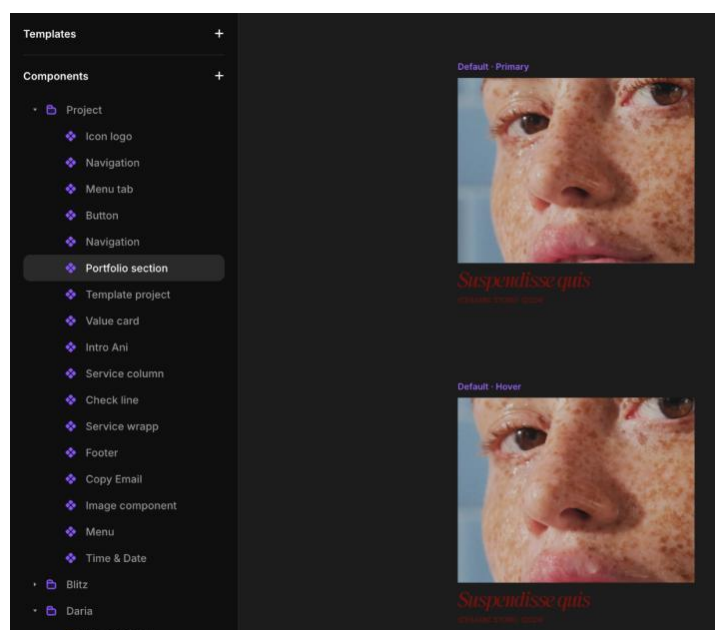 Templates +
Components +
Project
Icon logo
Navigation
Menu tab
Button
Navigation
Portfolio section
Template project
Value card
Intro Ani
Service column
Check line
Service wrapp
Footer
Copy Email
Image component
Menu
Time & Date
Blitz
Daria
Default · Primary
Suspendisse quis
Default · Hover
Suspendisse quis